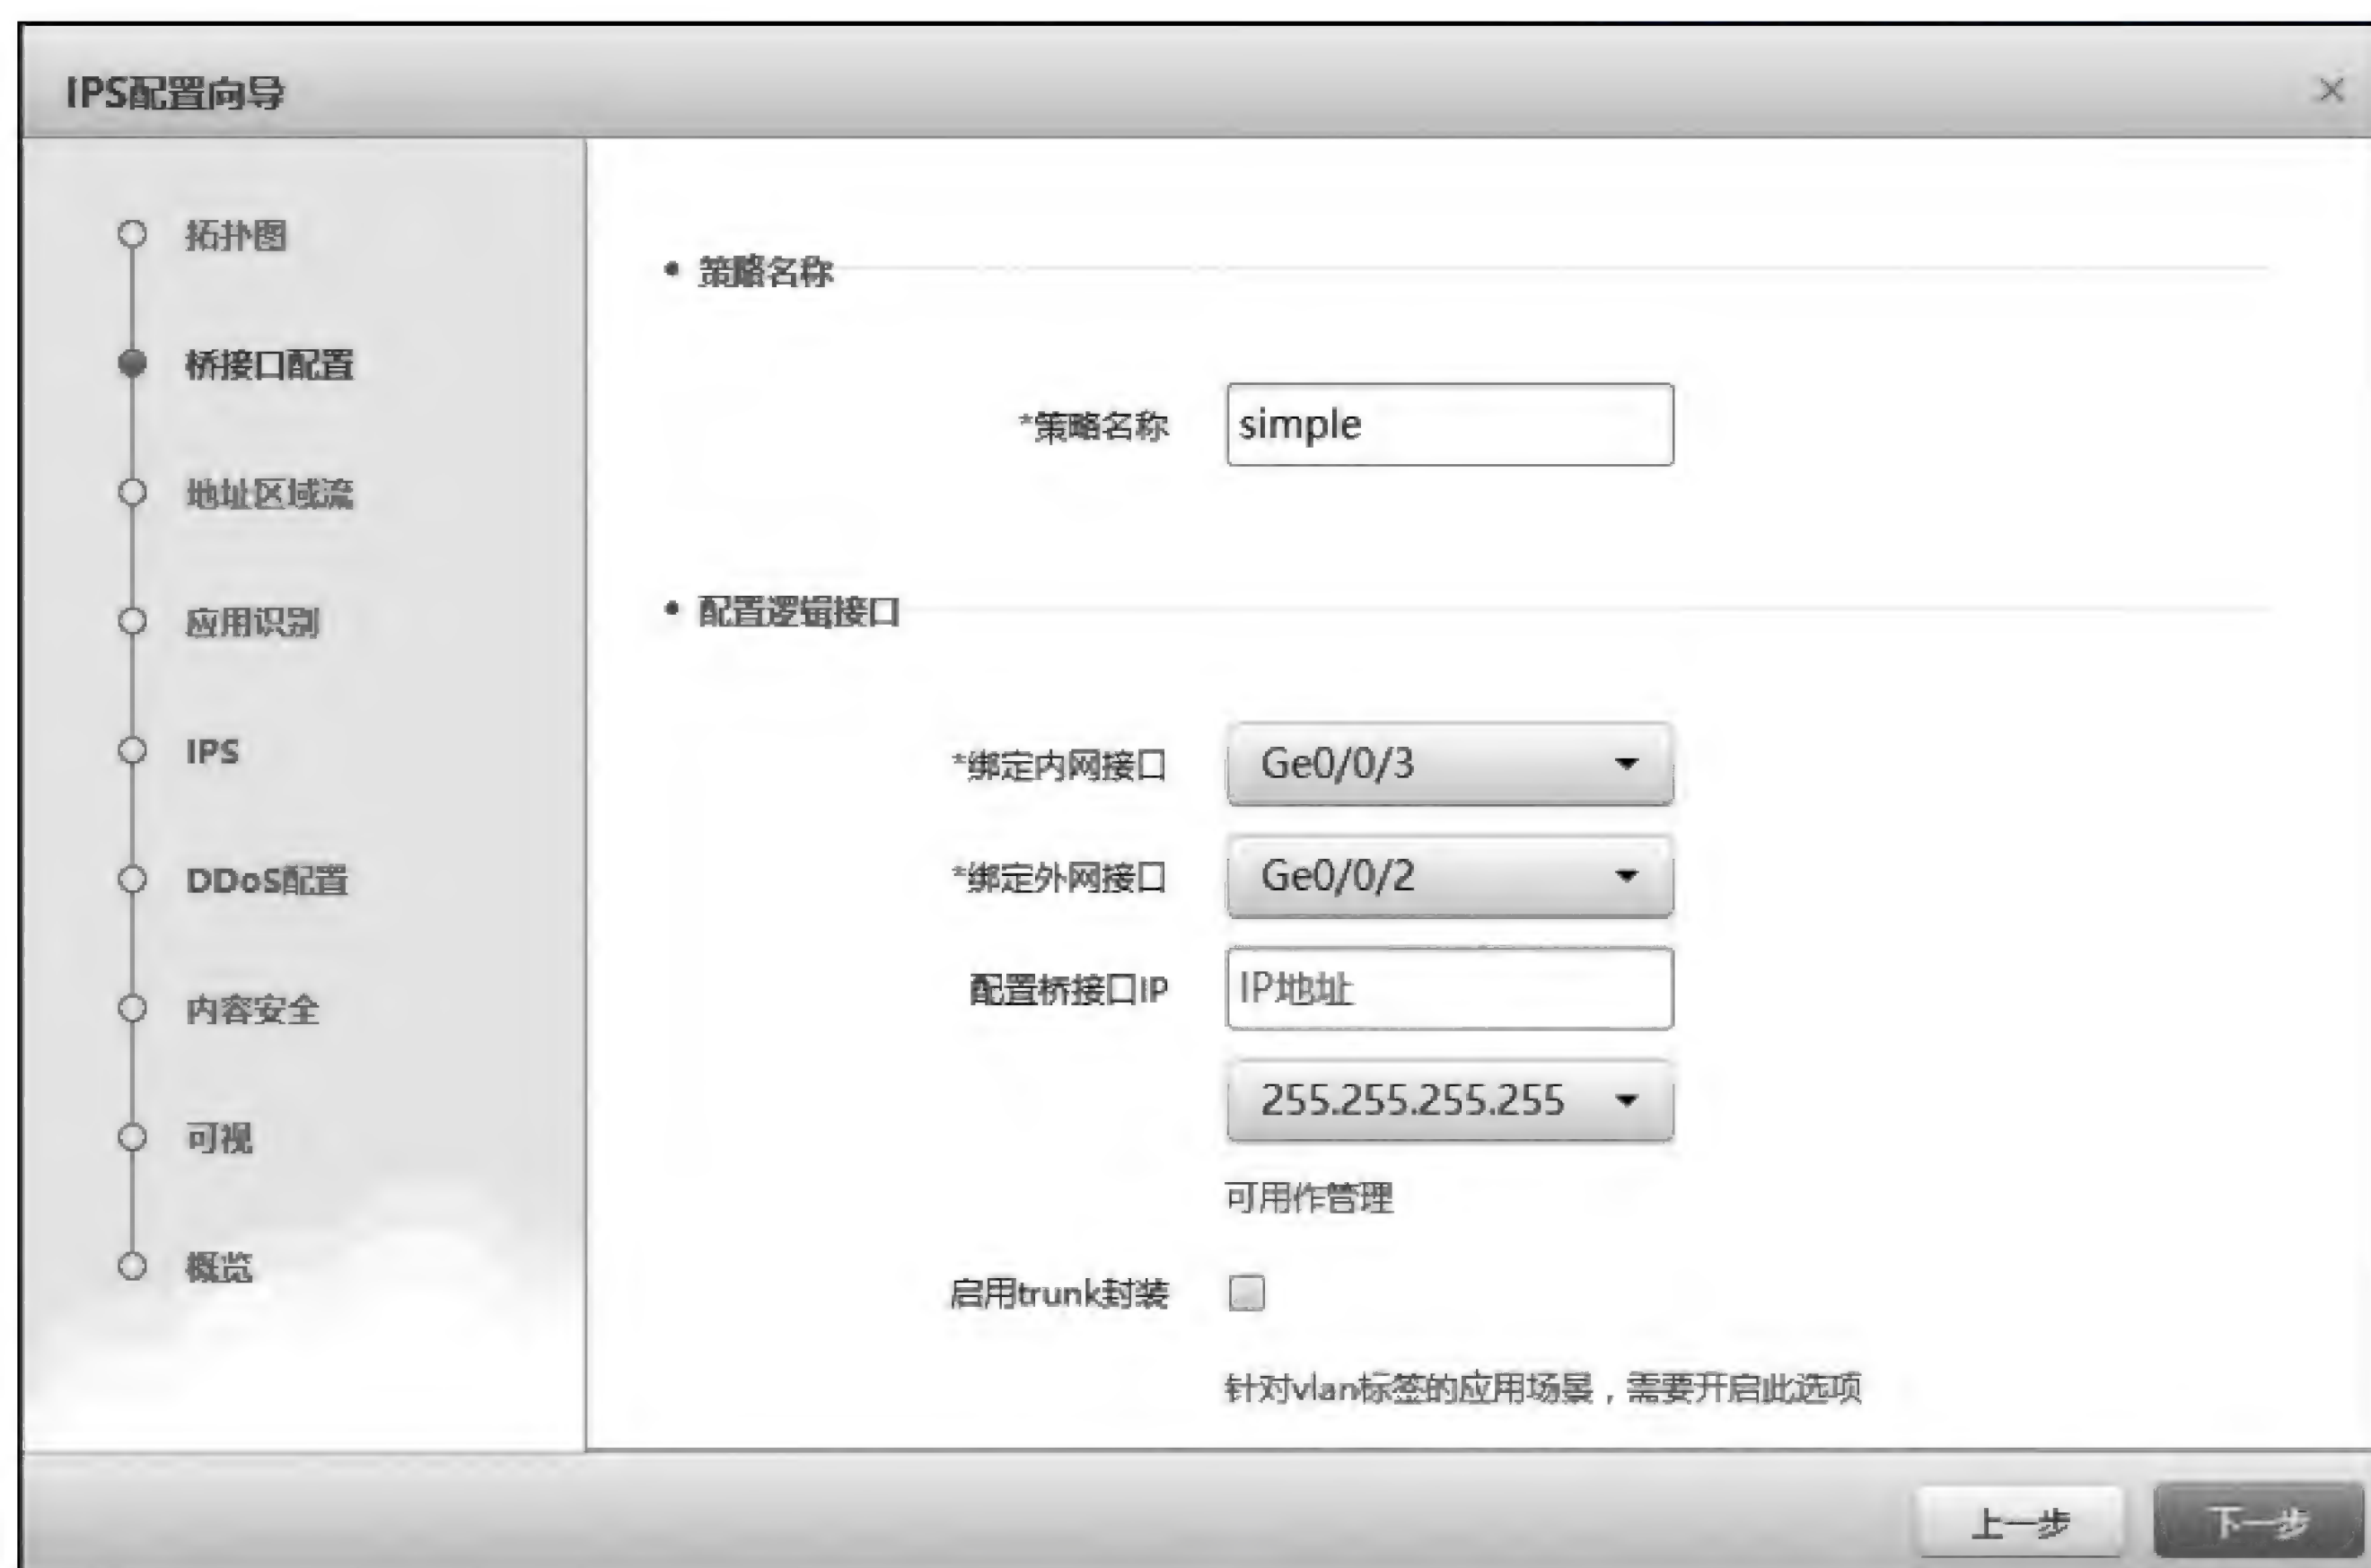 IPS配置向导
×
拓扑图
桥接口配置
地址区域流
应用识别
IPS
DDoS配置
内容安全
可视
概览
策略名称
*策略名称 simple
配置逻辑接口
*绑定内网接口 Ge0/0/3
*绑定外网接口 Ge0/0/2
配置桥接口IP IP地址
255.255.255.255
可用作管理
启用trunk封装
针对vlan标签的应用场景，需要开启此选项
上一步 下一步